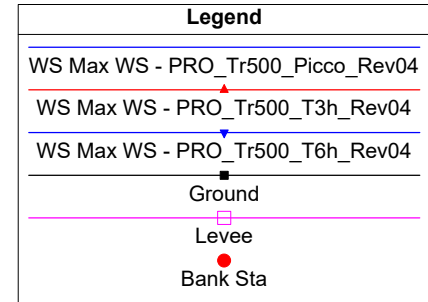 Legend
WS Max WS - PRO_Tr500_Picco_Rev04
WS Max WS - PRO_Tr500_T3h_Rev04
WS Max WS - PRO_Tr500_T6h_Rev04
Ground
Levee
Bank Sta